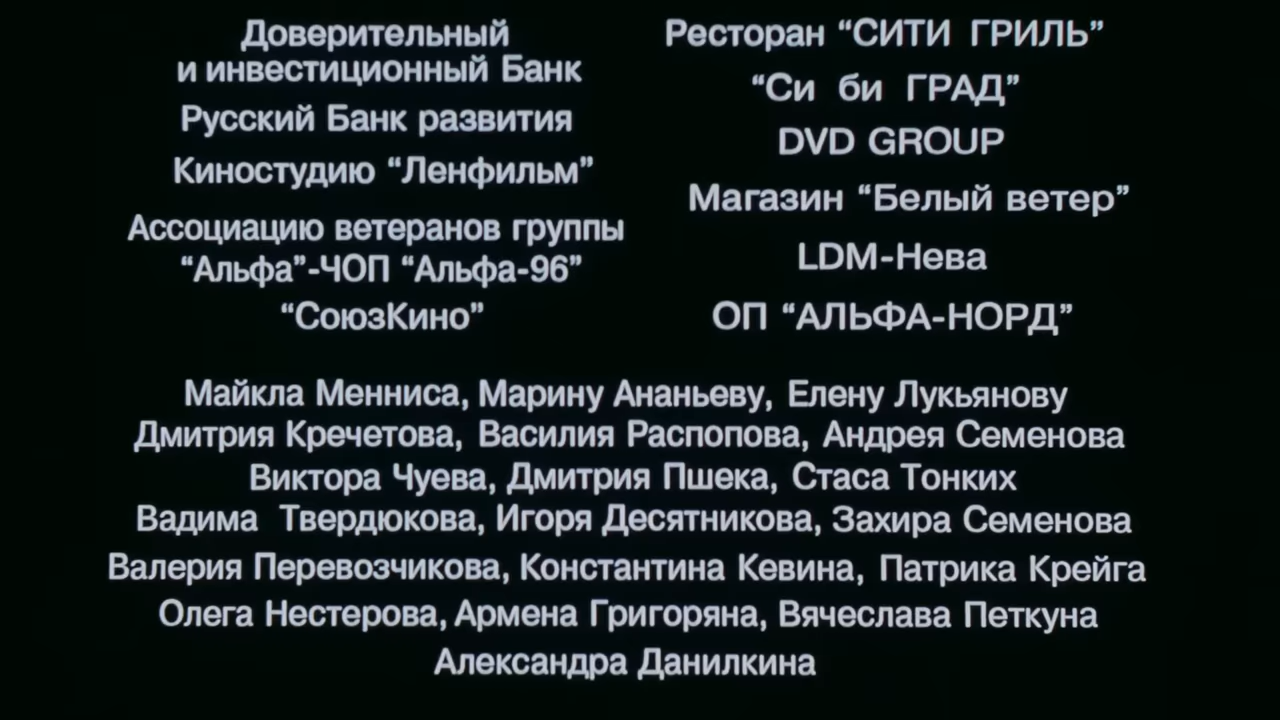 Доверительный
и инвестиционный Банк
Русский Банк развития
Киностудию “Ленфильм”
Ассоциацию ветеранов группы
“Альфа”-ЧОП “Альфа-96”
“СоюзКино”
Ресторан “СИТИ ГРИЛЬ”
“Си би ГРАД”
DVD GROUP
Магазин “Белый ветер”
LDM-Нева
ОП “АЛЬФА-НОРД”
Майкла Менниса, Марину Ананьеву, Елену Лукьянову
Дмитрия Кречетова, Василия Распопова, Андрея Семенова
Виктора Чуева, Дмитрия Пшека, Стаса Тонких
Вадима Твердюкова, Игоря Десятникова, Захира Семенова
Валерия Перевозчикова, Константина Кевина, Патрика Крейга
Олега Нестерова, Армена Григоряна, Вячеслава Петкуна
Александра Данилкина